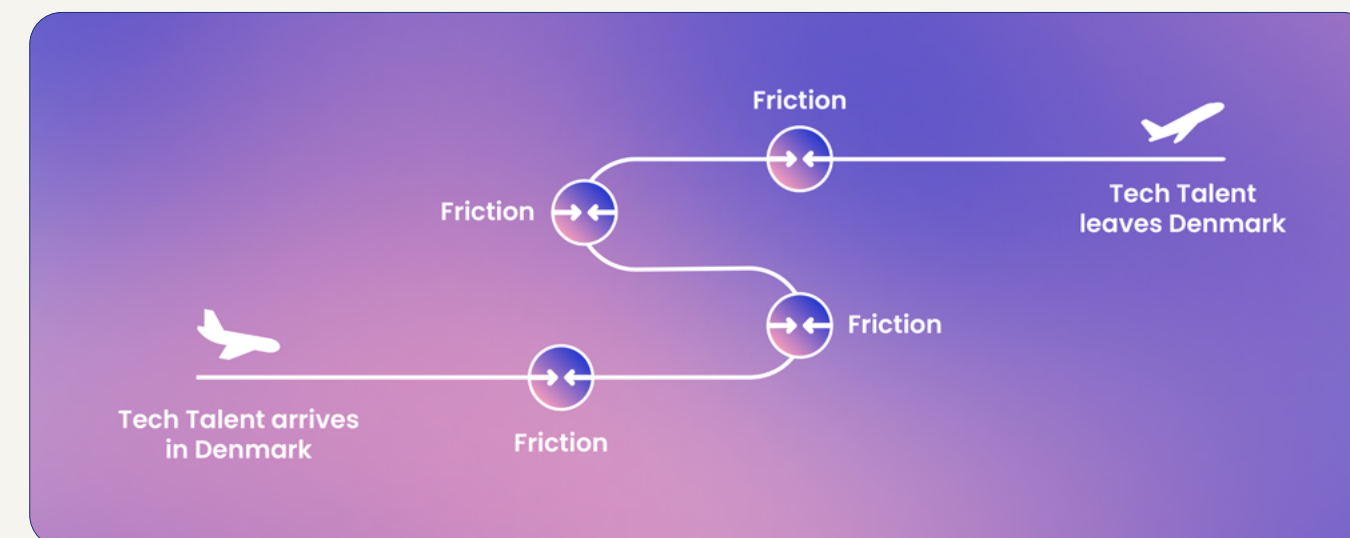 Friction
Tech Talent
leaves Denmark
Friction
Friction
Tech Talent arrives
in Denmark
Friction